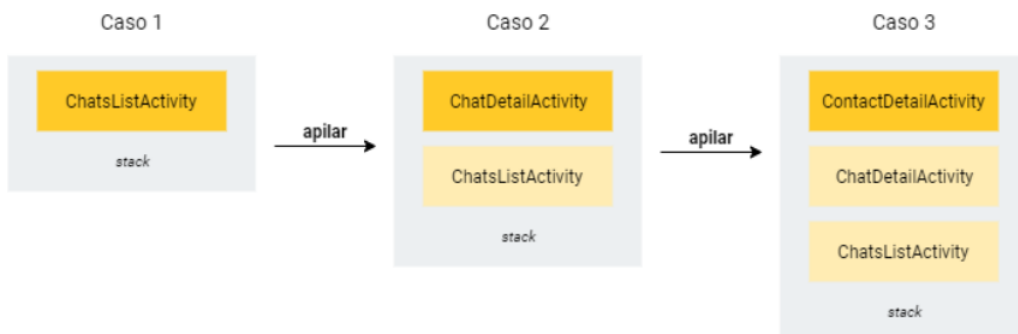 Caso 1
ChatsListActivity
stack
apilar
Caso 2
ChatDetailActivity
ChatsListActivity
stack
apilar
Caso 3
ContactDetailActivity
ChatDetailActivity
ChatsListActivity
stack